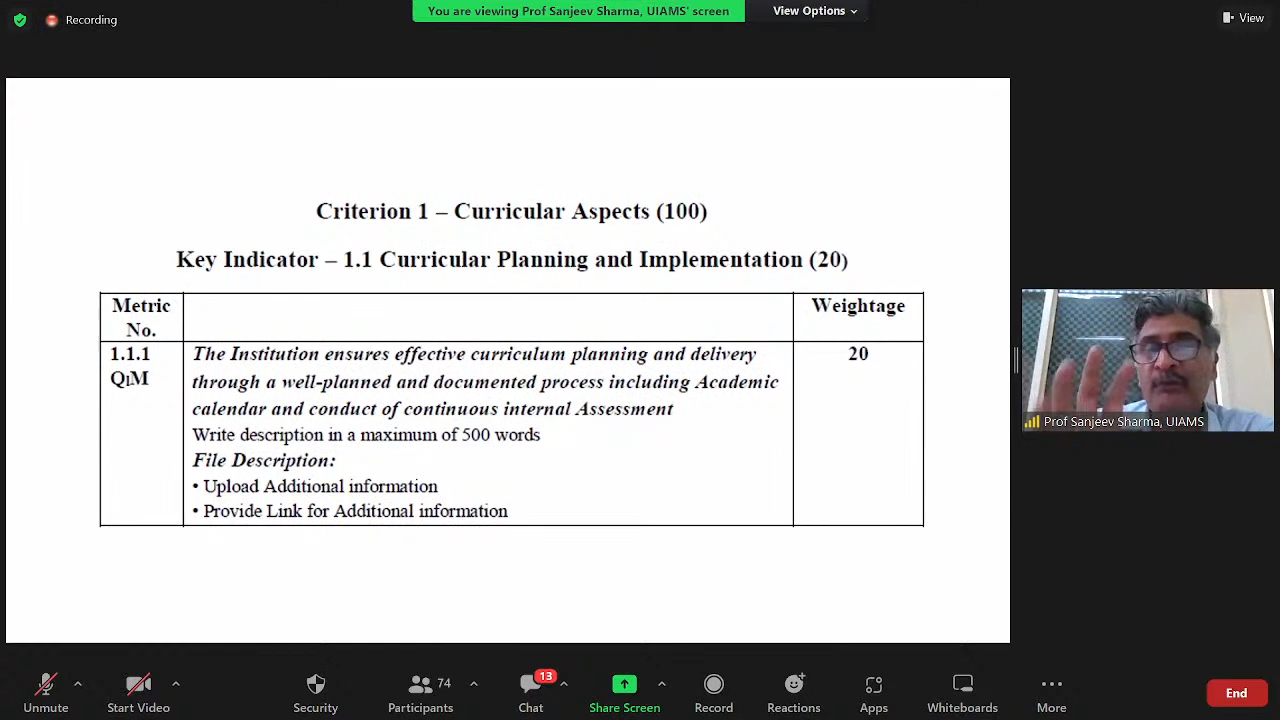 Recording
You are viewing Prof Sanjeev Sharma, UIAMS' screen
View Options
View
Criterion 1 – Curricular Aspects (100)
Key Indicator – 1.1 Curricular Planning and Implementation (20)
Metric No.
Weightage
1.1.1
QlM
The Institution ensures effective curriculum planning and delivery
through a well-planned and documented process including Academic
calendar and conduct of continuous internal Assessment
Write description in a maximum of 500 words
File Description:
• Upload Additional information
• Provide Link for Additional information
20
Prof Sanjeev Sharma, UIAMS
Unmute
Start Video
Security
74
Participants
13
Chat
Share Screen
Record
Reactions
Apps
Whiteboards
More
End